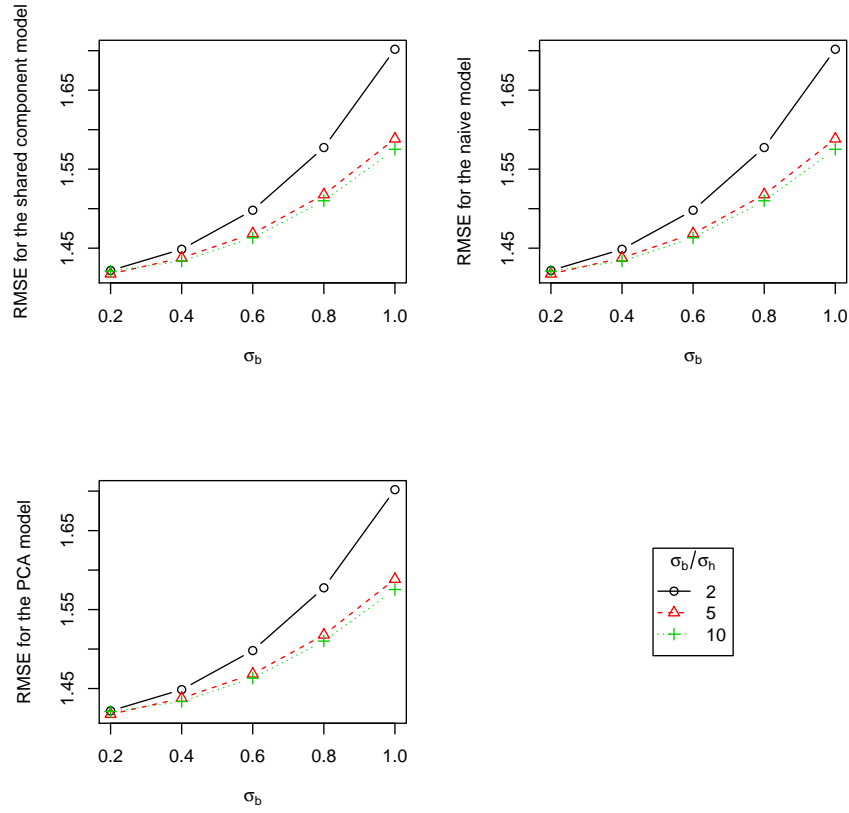 RMSE for the shared component model
1.65
1.55
1.45
0.2 0.4 0.6 0.8 1.0
σb
RMSE for the naive model
1.65
1.55
1.45
0.2 0.4 0.6 0.8 1.0
σb
RMSE for the PCA model
1.65
1.55
1.45
0.2 0.4 0.6 0.8 1.0
σb
σb/σh
2
5
10